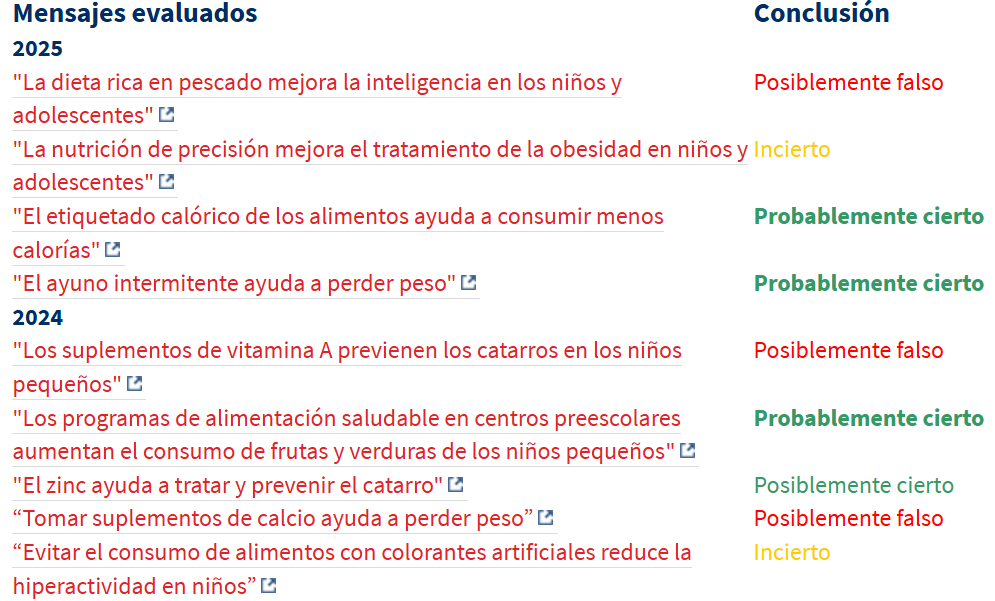 Mensajes evaluados Conclusión
2025
"La dieta rica en pescado mejora la inteligencia en los niños y Posiblemente falso
adolescentes"
"La nutrición de precisión mejora el tratamiento de la obesidad en niños y Incierto
adolescentes"
"El etiquetado calórico de los alimentos ayuda a consumir menos Probablemente cierto
calorías"
"El ayuno intermitente ayuda a perder peso" Probablemente cierto
2024
"Los suplementos de vitamina A previenen los catarros en los niños Posiblemente falso
pequeños"
"Los programas de alimentación saludable en centros preescolares Probablemente cierto
aumentan el consumo de frutas y verduras de los niños pequeños"
"El zinc ayuda a tratar y prevenir el catarro" Posiblemente cierto
“Tomar suplementos de calcio ayuda a perder peso” Posiblemente falso
“Evitar el consumo de alimentos con colorantes artificiales reduce la Incierto
hiperactividad en niños”